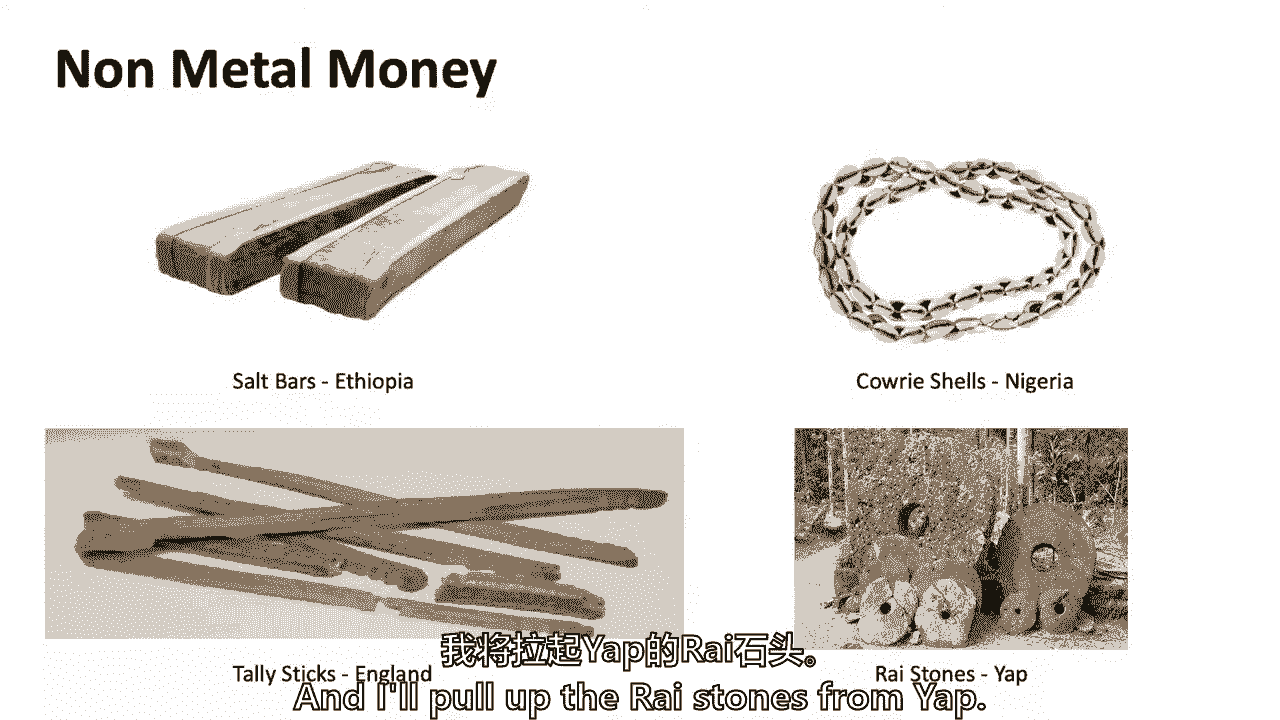 Non Metal Money
Salt Bars - Ethiopia
Cowrie Shells - Nigeria
Tally Sticks - England
Rai Stones - Yap
我将拉起Yap的Rai石头。
And I'll pull up the Rai stones from Yap.